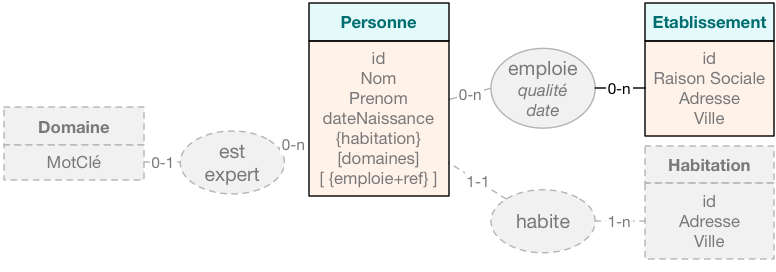 Domaine
MotClé
0-1
est
expert
0-n
Personne
id
Nom
Prenom
dateNaissance
{habitation}
[domaines]
[ {emploie+ref} ]
0-n
emploie
qualité
date
0-n
Etablissement
id
Raison Sociale
Adresse
Ville
1-1
habite
1-n
Habitation
id
Adresse
Ville